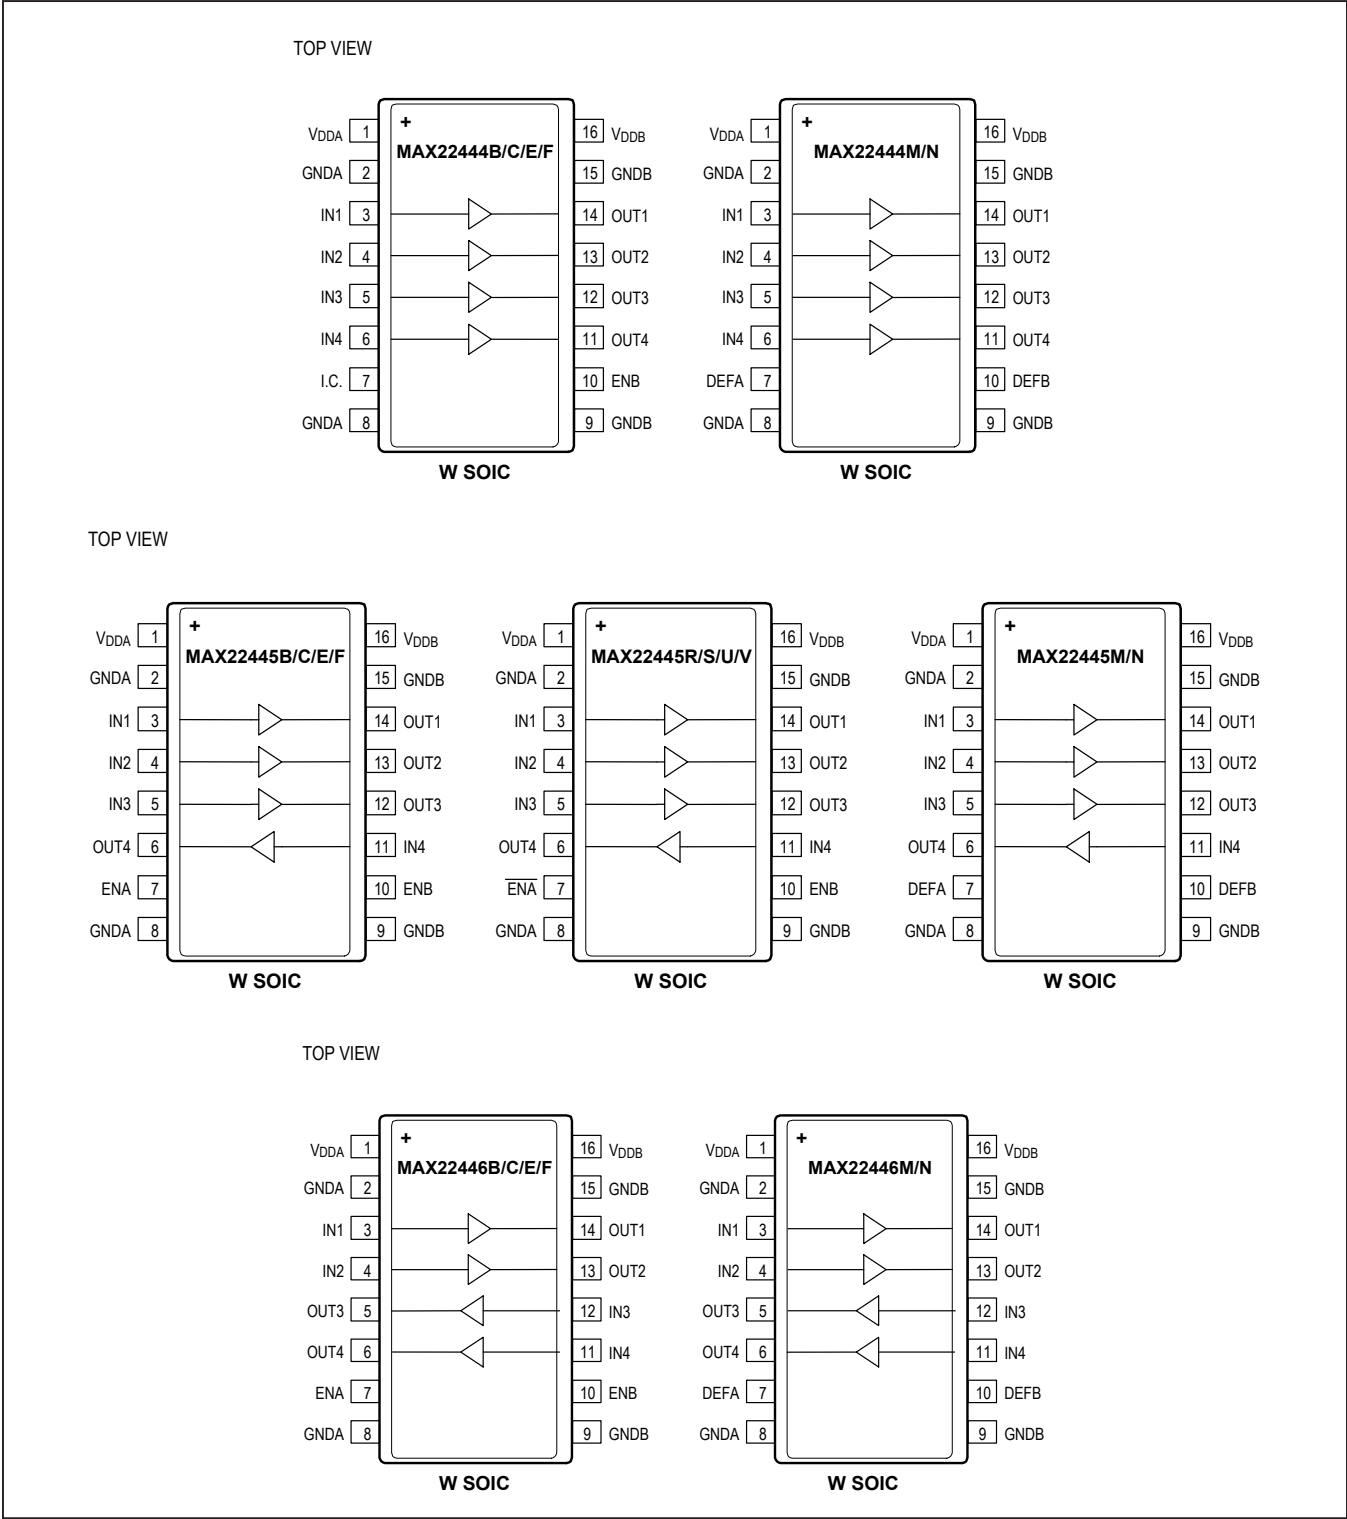 TOP VIEW
+ +
MAX22444B/C/E/F MAX22444M/N
VDDA 1 16 VDDB VDDA 1 16 VDDB
GNDA 2 15 GNDB GNDA 2 15 GNDB
IN1 3 14 OUT1 IN1 3 14 OUT1
IN2 4 13 OUT2 IN2 4 13 OUT2
IN3 5 12 OUT3 IN3 5 12 OUT3
IN4 6 11 OUT4 IN4 6 11 OUT4
I.C. 7 10 ENB DEFA 7 10 DEFB
GNDA 8 9 GNDB GNDA 8 9 GNDB
W SOIC W SOIC
TOP VIEW
+ + +
MAX22445B/C/E/F MAX22445R/S/U/V MAX22445M/N
VDDA 1 16 VDDB VDDA 1 16 VDDB VDDA 1 16 VDDB
GNDA 2 15 GNDB GNDA 2 15 GNDB GNDA 2 15 GNDB
IN1 3 14 OUT1 IN1 3 14 OUT1 IN1 3 14 OUT1
IN2 4 13 OUT2 IN2 4 13 OUT2 IN2 4 13 OUT2
IN3 5 12 OUT3 IN3 5 12 OUT3 IN3 5 12 OUT3
OUT4 6 11 IN4 OUT4 6 11 IN4 OUT4 6 11 IN4
ENA 7 10 ENB E̅N̅A̅ 7 10 ENB DEFA 7 10 DEFB
GNDA 8 9 GNDB GNDA 8 9 GNDB GNDA 8 9 GNDB
W SOIC W SOIC W SOIC
TOP VIEW
+ +
MAX22446B/C/E/F MAX22446M/N
VDDA 1 16 VDDB VDDA 1 16 VDDB
GNDA 2 15 GNDB GNDA 2 15 GNDB
IN1 3 14 OUT1 IN1 3 14 OUT1
IN2 4 13 OUT2 IN2 4 13 OUT2
OUT3 5 12 IN3 OUT3 5 12 IN3
OUT4 6 11 IN4 OUT4 6 11 IN4
ENA 7 10 ENB DEFA 7 10 DEFB
GNDA 8 9 GNDB GNDA 8 9 GNDB
W SOIC W SOIC